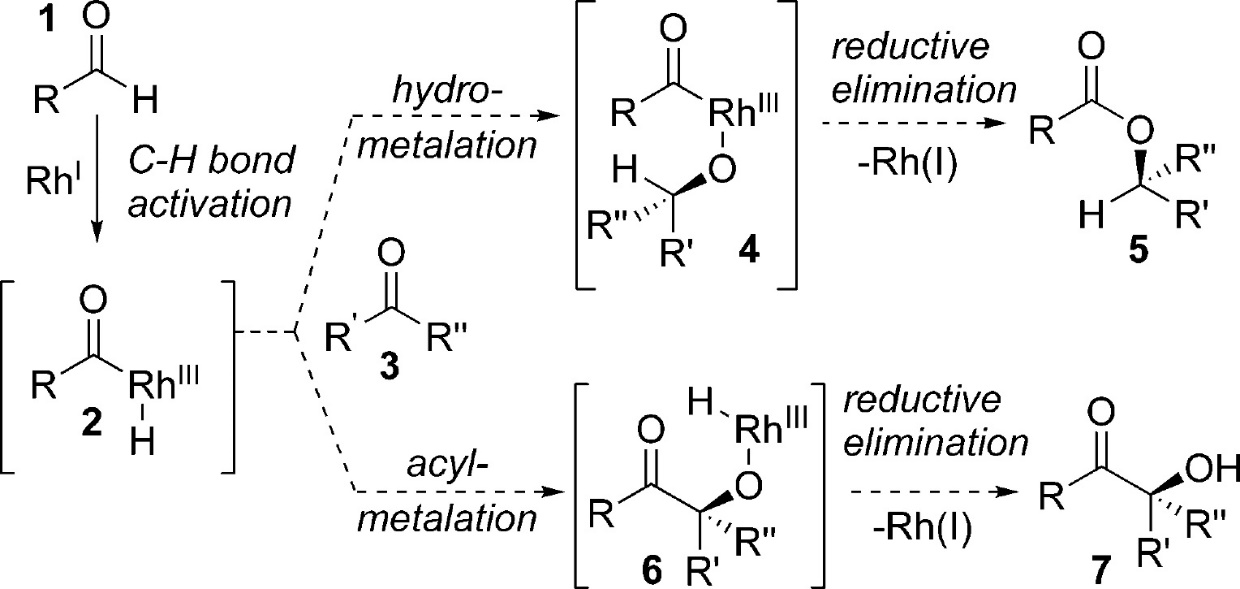 1
O
R
H
Rh^I
C-H bond
activation
O
R
Rh^III
2
H
hydro-
metalation
O
R' R"
3
acyl-
metalation
O
R
Rh^III
H
O
R"
R'
4
reductive
elimination
-Rh(I)
O
R
O
R"
H
R'
5
H
Rh^III
O
O
R
R"
R'
6
reductive
elimination
-Rh(I)
O
OH
R
R"
R'
7